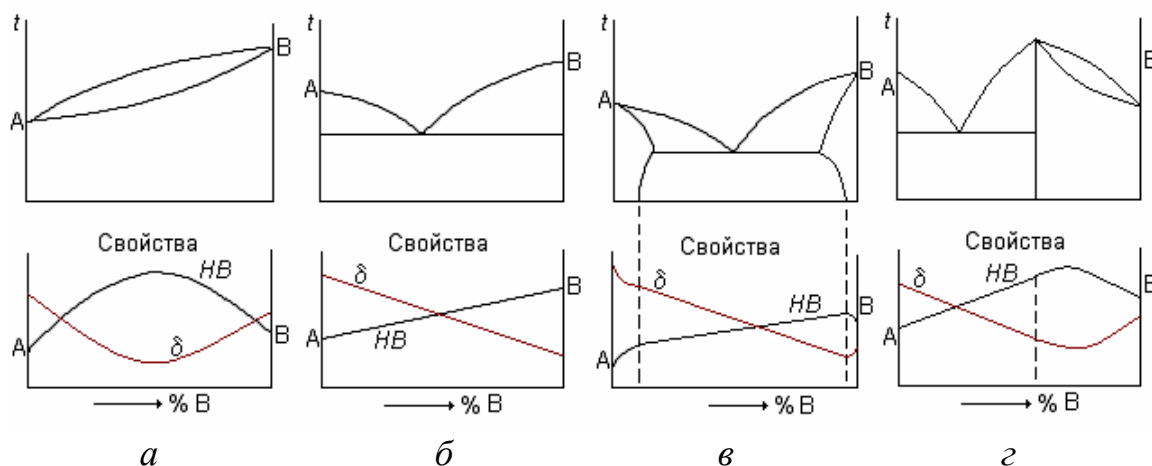 t t t t
B B B B
A A A A
Свойства Свойства Свойства Свойства
HB δ HB δ
δ HB HB δ
A B A B A B A B
% B % B % B % B
а б в г